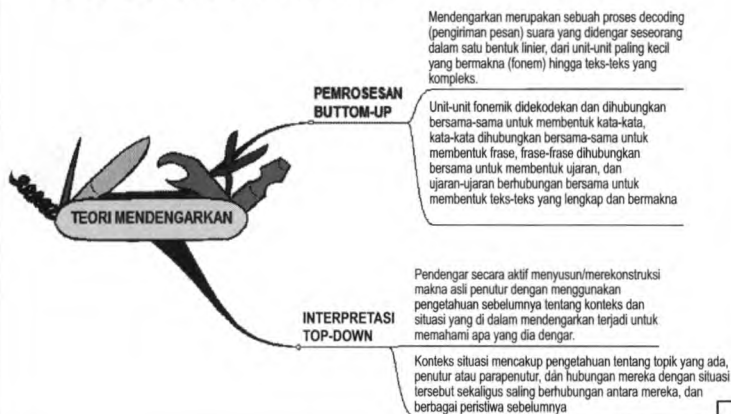 Mendengarkan merupakan sebuah proses decoding
(pengiriman pesan) suara yang didengar seseorang
dalam satu bentuk linier, dari unit-unit paling kecil
yang bermakna (fonem) hingga teks-teks yang
kompleks.
PEMROSESAN
BUTTOM-UP
Unit-unit fonemik didekodekan dan dihubungkan
bersama-sama untuk membentuk kata-kata,
kata-kata dihubungkan bersama-sama untuk
membentuk frase, frase-frase dihubungkan
bersama untuk membentuk ujaran, dan
ujaran-ujaran berhubungan bersama untuk
membentuk teks-teks yang lengkap dan bermakna
TEORI MENDENGARKAN
Pendengar secara aktif menyusun/merekonstruksi
makna asli penutur dengan menggunakan
pengetahuan sebelumnya tentang konteks dan
situasi yang di dalam mendengarkan terjadi untuk
memahami apa yang dia dengar.
INTERPRETASI
TOP-DOWN
Konteks situasi mencakup pengetahuan tentang topik yang ada,
penutur atau parapenutur, dan hubungan mereka dengan situasi
tersebut sekaligus saling berhubungan antara mereka, dan
berbagai peristiwa sebelumnya